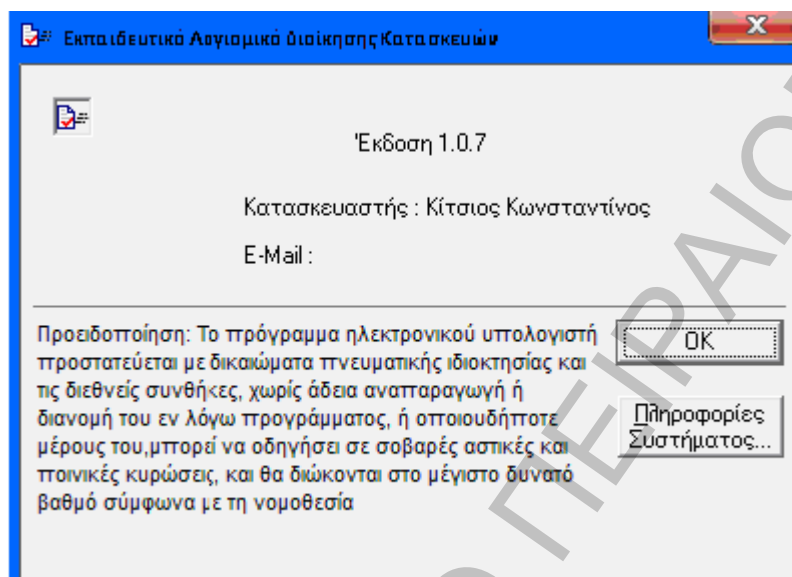 Εκπαιδευτικό Λογισμικό Διοίκησης Κατασκευών
Έκδοση 1.0.7
Κατασκευαστής : Κίτσιος Κωνσταντίνος
E-Mail :
Προειδοποίηση: Το πρόγραμμα ηλεκτρονικού υπολογιστή
προστατεύεται με δικαιώματα πνευματικής ιδιοκτησίας και
τις διεθνείς συνθήκες, χωρίς άδεια αναπαραγωγή ή
διανομή του εν λόγω προγράμματος, ή οποιουδήποτε
μέρους του,μπορεί να οδηγήσει σε σοβαρές αστικές και
ποινικές κυρώσεις, και θα διώκονται στο μέγιστο δυνατό
βαθμό σύμφωνα με τη νομοθεσία
OK
Πληροφορίες
Συστήματος...